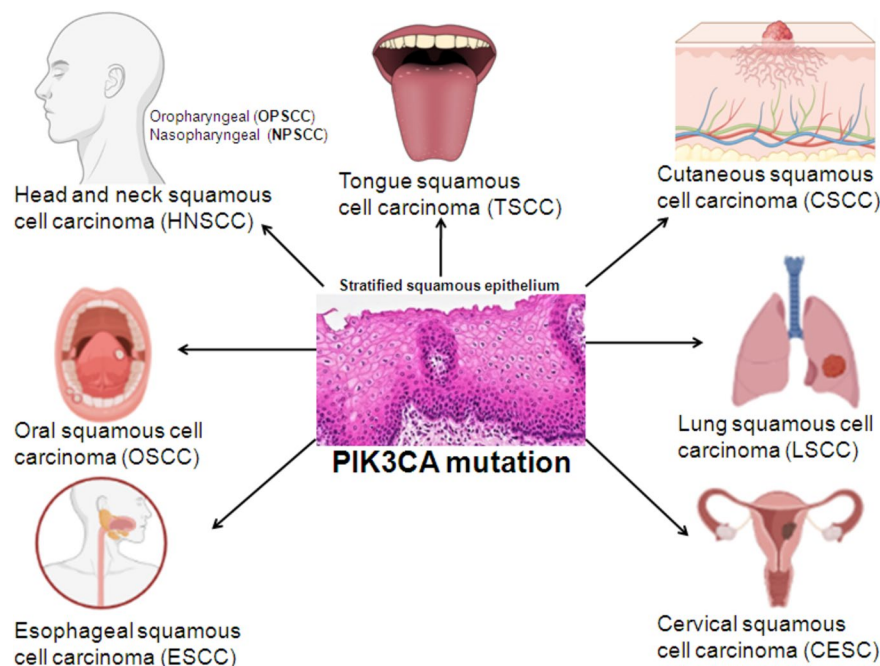 Oropharyngeal (OPSCC)
Nasopharyngeal (NPSCC)
Head and neck squamous
cell carcinoma (HNSCC)
Tongue squamous
cell carcinoma (TSCC)
Cutaneous squamous
cell carcinoma (CSCC)
Stratified squamous epithelium
PIK3CA mutation
Oral squamous cell
carcinoma (OSCC)
Lung squamous cell
carcinoma (LSCC)
Esophageal squamous
cell carcinoma (ESCC)
Cervical squamous
cell carcinoma (CESC)